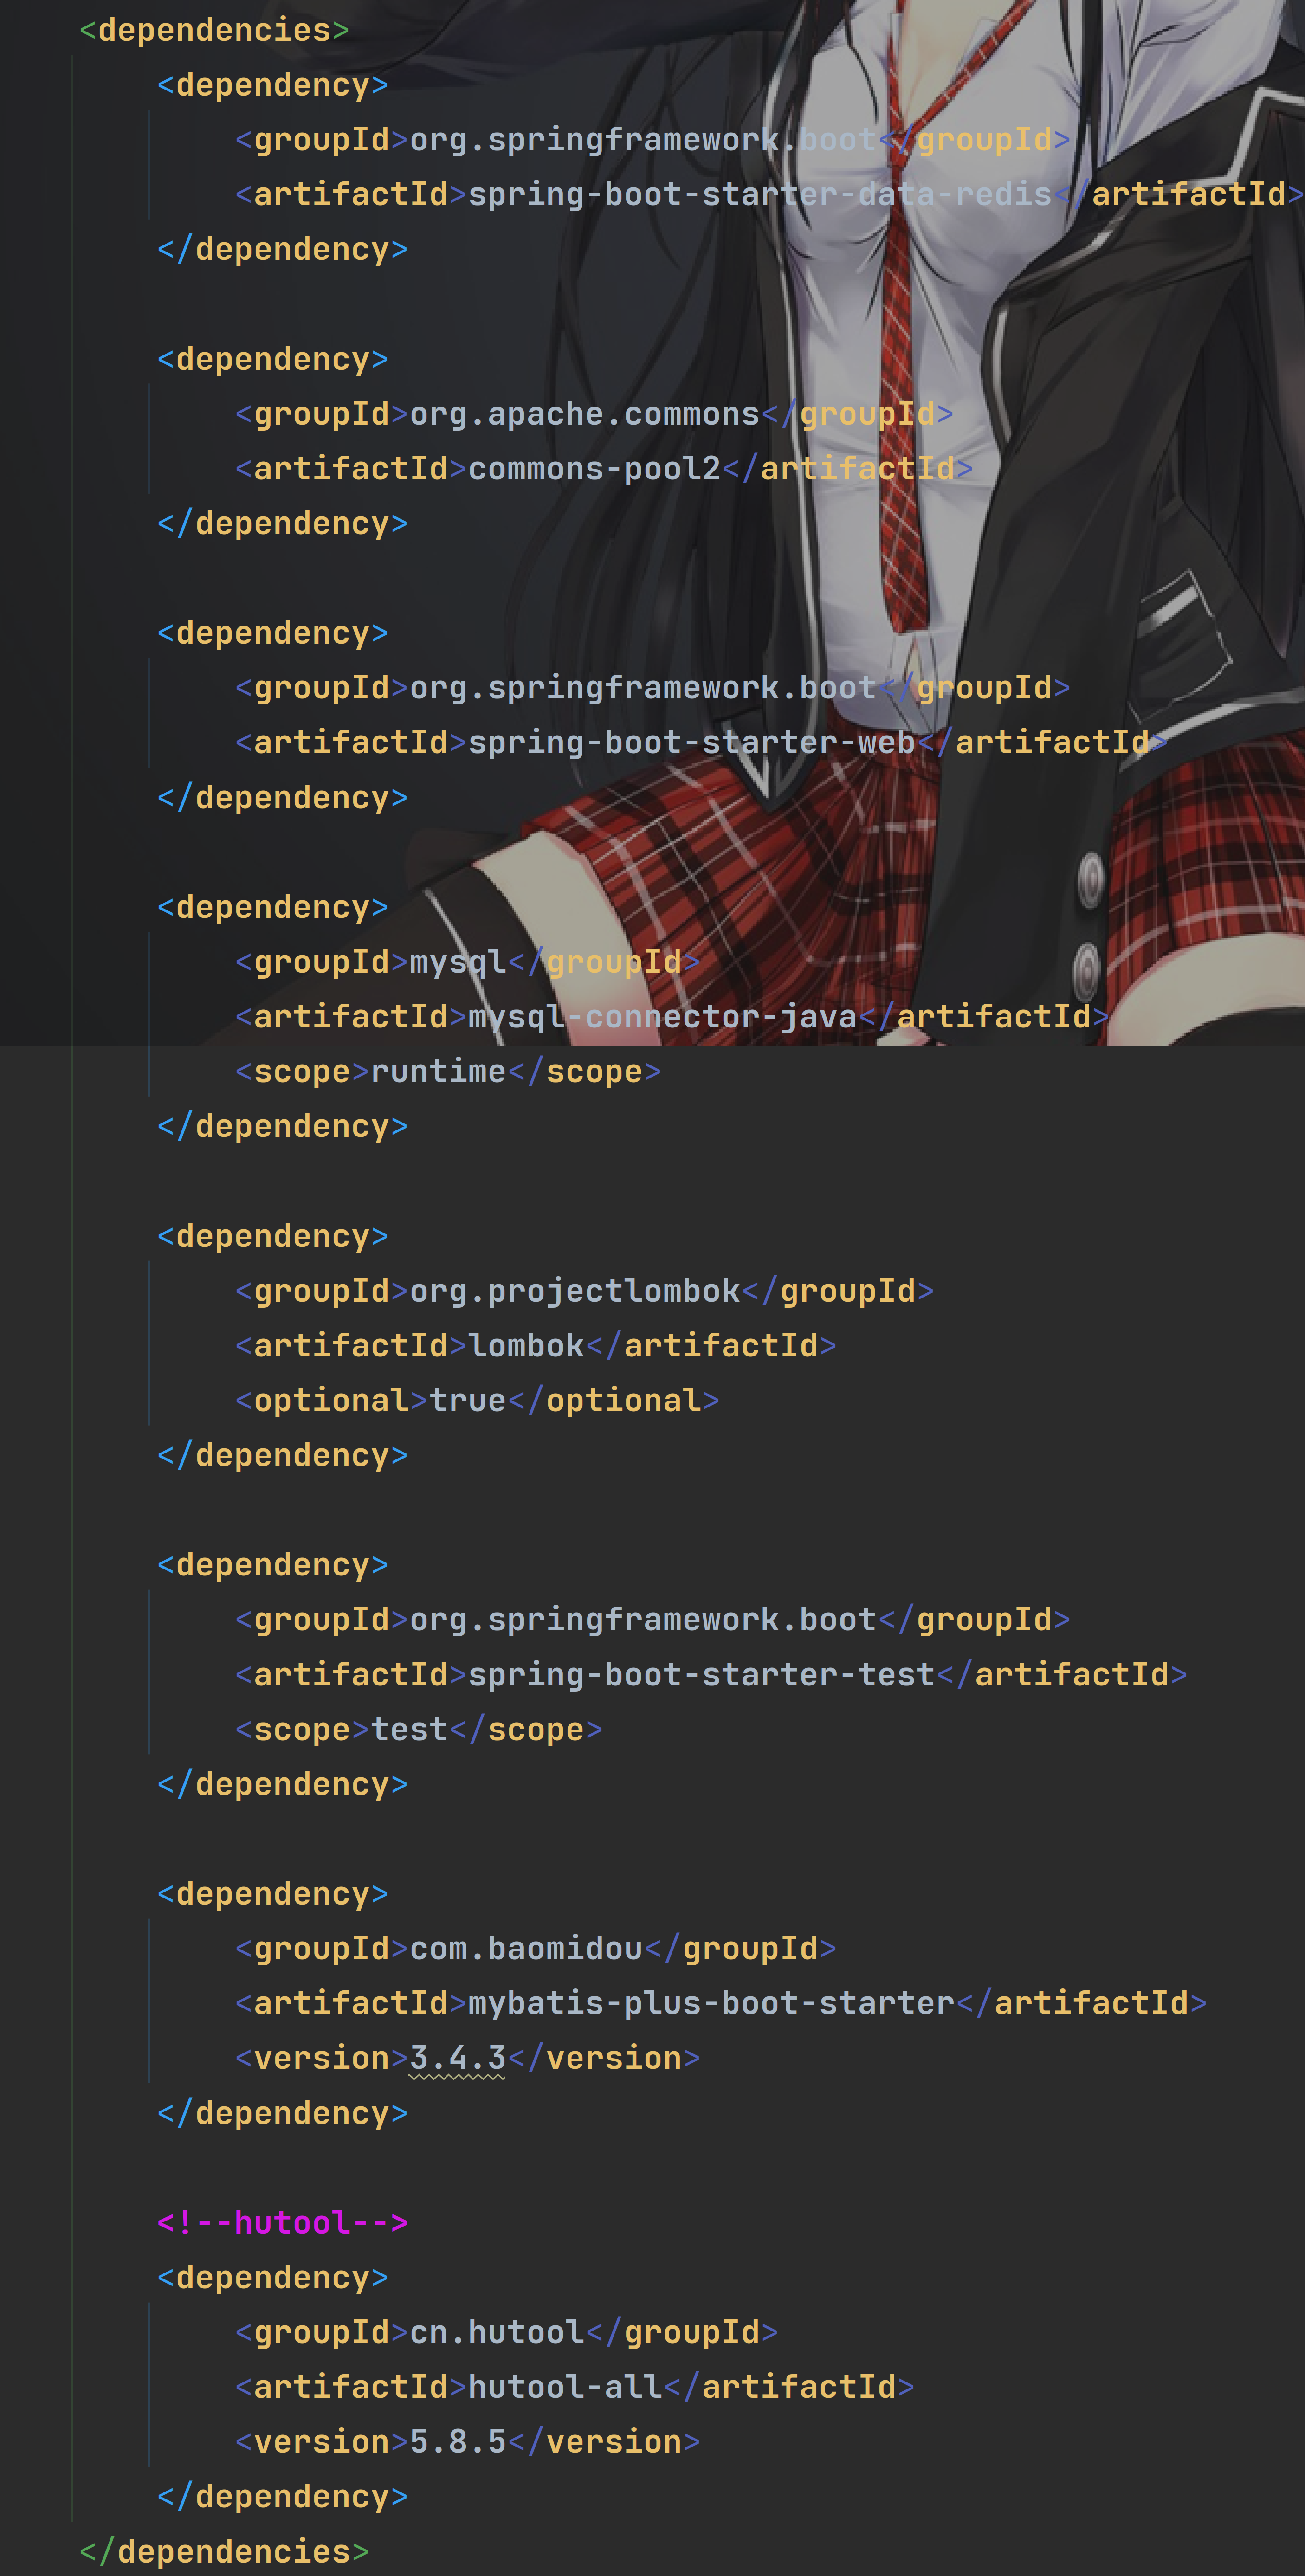 <dependencies>
<dependency>
<groupId>org.springframework.boot</groupId>
<artifactId>spring-boot-starter-data-redis</artifactId>
</dependency>
<dependency>
<groupId>org.apache.commons</groupId>
<artifactId>commons-pool2</artifactId>
</dependency>
<dependency>
<groupId>org.springframework.boot</groupId>
<artifactId>spring-boot-starter-web</artifactId>
</dependency>
<dependency>
<groupId>mysql</groupId>
<artifactId>mysql-connector-java</artifactId>
<scope>runtime</scope>
</dependency>
<dependency>
<groupId>org.projectlombok</groupId>
<artifactId>lombok</artifactId>
<optional>true</optional>
</dependency>
<dependency>
<groupId>org.springframework.boot</groupId>
<artifactId>spring-boot-starter-test</artifactId>
<scope>test</scope>
</dependency>
<dependency>
<groupId>com.baomidou</groupId>
<artifactId>mybatis-plus-boot-starter</artifactId>
<version>3.4.3</version>
</dependency>
<!--hutool-->
<dependency>
<groupId>cn.hutool</groupId>
<artifactId>hutool-all</artifactId>
<version>5.8.5</version>
</dependency>
</dependencies>